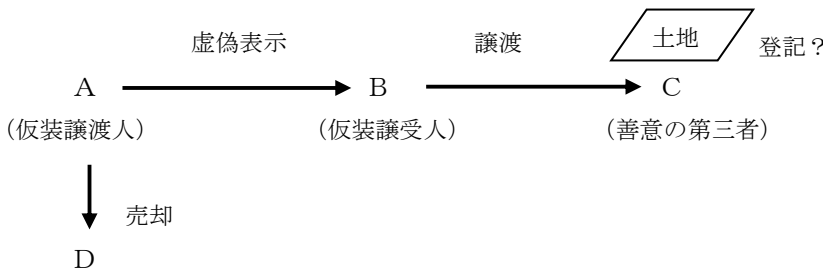 虚偽表示 譲渡 土地 登記？
A B C
（仮装譲渡人） （仮装譲受人） （善意の第三者）
売却
D